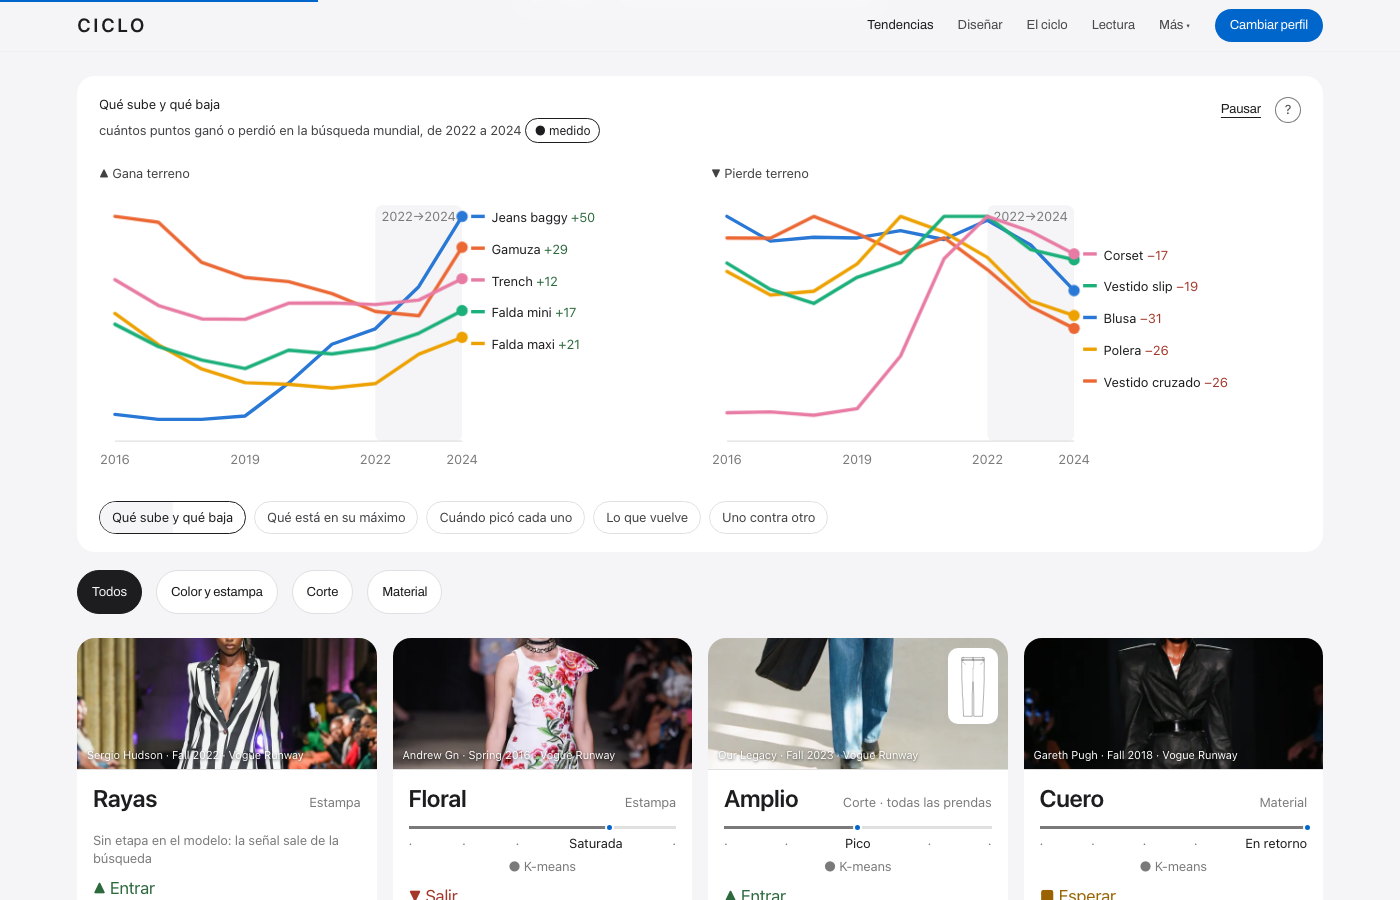 CICLO
Tendencias
Diseñar
El ciclo
Lectura
Más
Cambiar perfil
Qué sube y qué baja
cuántos puntos ganó o perdió en la búsqueda mundial, de 2022 a 2024 ● medido
Pausar
?
▲ Gana terreno
2022→2024
Jeans baggy +50
Gamuza +29
Trench +12
Falda mini +17
Falda maxi +21
2016 2019 2022 2024
▼ Pierde terreno
2022→2024
Corset −17
Vestido slip −19
Blusa −31
Polera −26
Vestido cruzado −26
2016 2019 2022 2024
Qué sube y qué baja
Qué está en su máximo
Cuándo picó cada uno
Lo que vuelve
Uno contra otro
Todos
Color y estampa
Corte
Material
Sergio Hudson · Fall 2022 · Vogue Runway
Rayas
Estampa
Sin etapa en el modelo: la señal sale de la
búsqueda
▲ Entrar
Andrew Gn · Spring 2016 · Vogue Runway
Floral
Estampa
Saturada
● K-means
▼ Salir
Our Legacy · Fall 2023 · Vogue Runway
Amplio
Corte · todas las prendas
Pico
● K-means
▲ Entrar
Gareth Pugh · Fall 2018 · Vogue Runway
Cuero
Material
En retorno
● K-means
■ Esperar